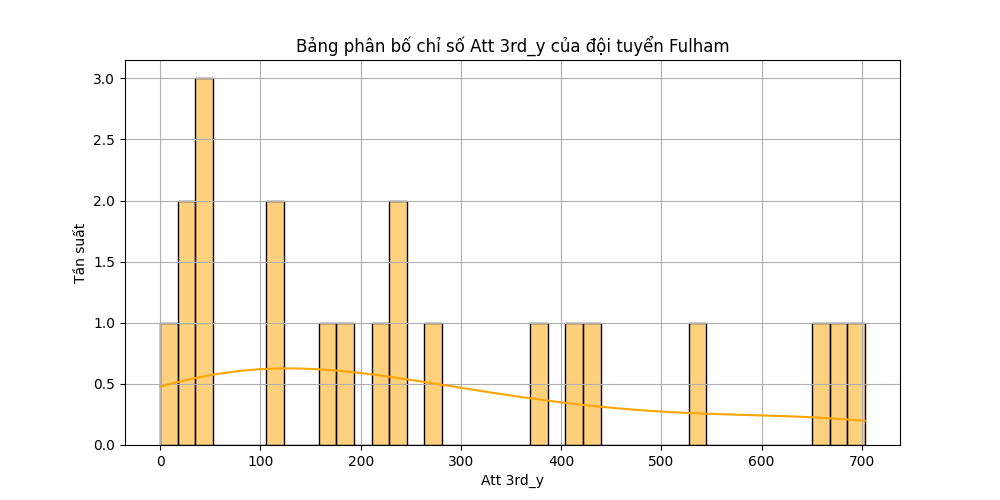 Bảng phân bố chỉ số Att 3rd_y của đội tuyển Fulham
3.0
2.5
2.0
1.5
1.0
0.5
0.0
Tần suất
0 100 200 300 400 500 600 700
Att 3rd_y